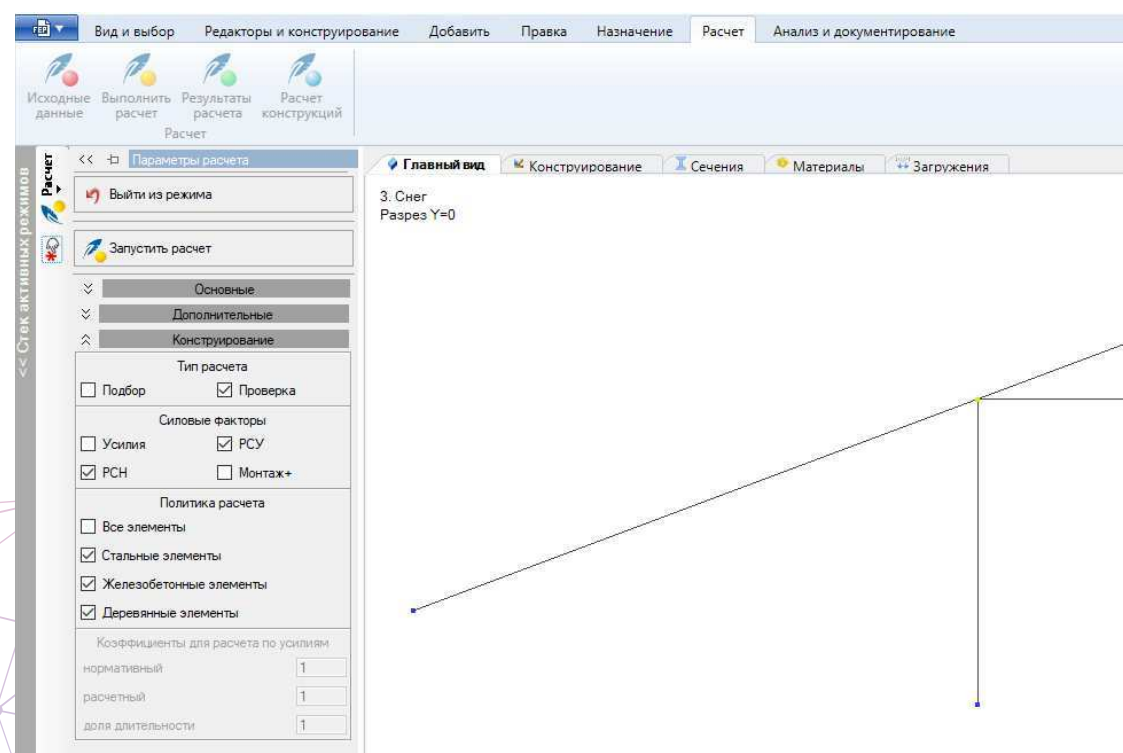 Вид и выбор Редакторы и конструирование Добавить Правка Назначение Расчет Анализ и документирование
Исходные данные Выполнить расчет Результаты расчета Расчет конструкций
Расчет
<< Стек активных режимов
Расчет
<< Параметры расчета
Выйти из режима
Запустить расчет
Основные
Дополнительные
Конструирование
Тип расчета
Подбор Проверка
Силовые факторы
Усилия РСУ
РСН Монтаж+
Политика расчета
Все элементы
Стальные элементы
Железобетонные элементы
Деревянные элементы
Коэффициенты для расчета по усилиям
нормативный 1
расчетный 1
доля длительности 1
Главный вид Конструирование Сечения Материалы Загружения
3. Снег
Разрез Y=0